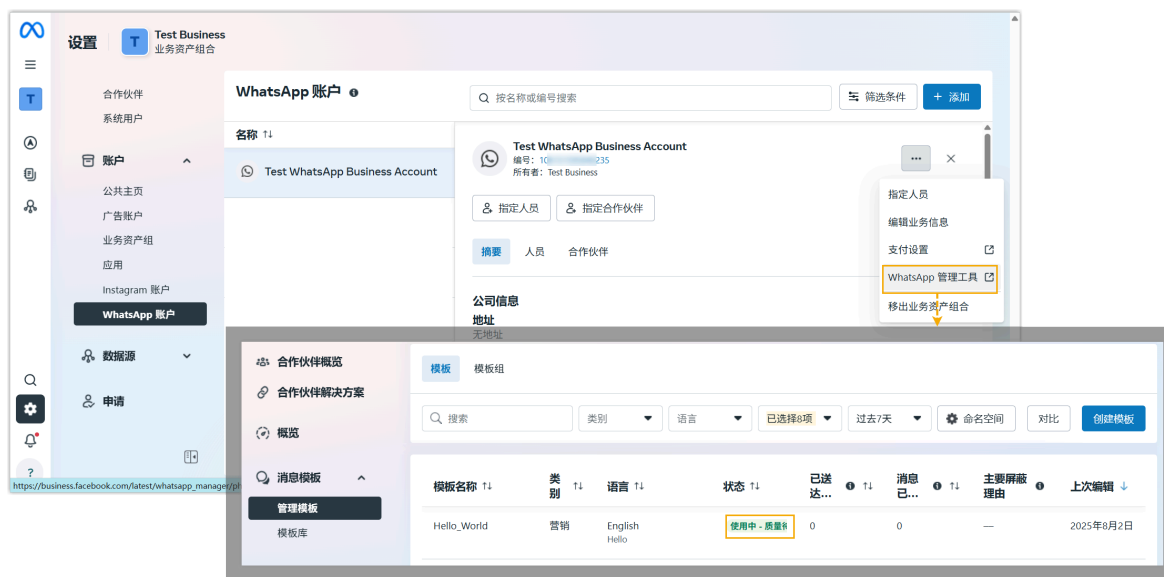 设置
T
Test Business
业务资产组合
T
合作伙伴
系统用户
账户
公共主页
广告账户
业务资产组
应用
Instagram 账户
WhatsApp 账户
数据源
申请
?
https://business.facebook.com/latest/whatsapp_manager/ph
WhatsApp 账户
按名称或编号搜索
筛选条件
+ 添加
名称
Test WhatsApp Business Account
Test WhatsApp Business Account
编号: 10 235
所有者: Test Business
指定人员
指定合作伙伴
摘要 人员 合作伙伴
公司信息
地址
无地址
指定人员
编辑业务信息
支付设置
WhatsApp 管理工具
移出业务资产组合
合作伙伴概览
合作伙伴解决方案
概览
消息模板
管理模板
模板库
模板 模板组
搜索 类别 语言 已选择8项 过去7天 命名空间 对比 创建模板
模板名称 类别 语言 状态 已送达... 消息已... 主要屏蔽理由 上次编辑
Hello_World 营销 English 使用中 - 质量 0 0 — 2025年8月2日
Hello